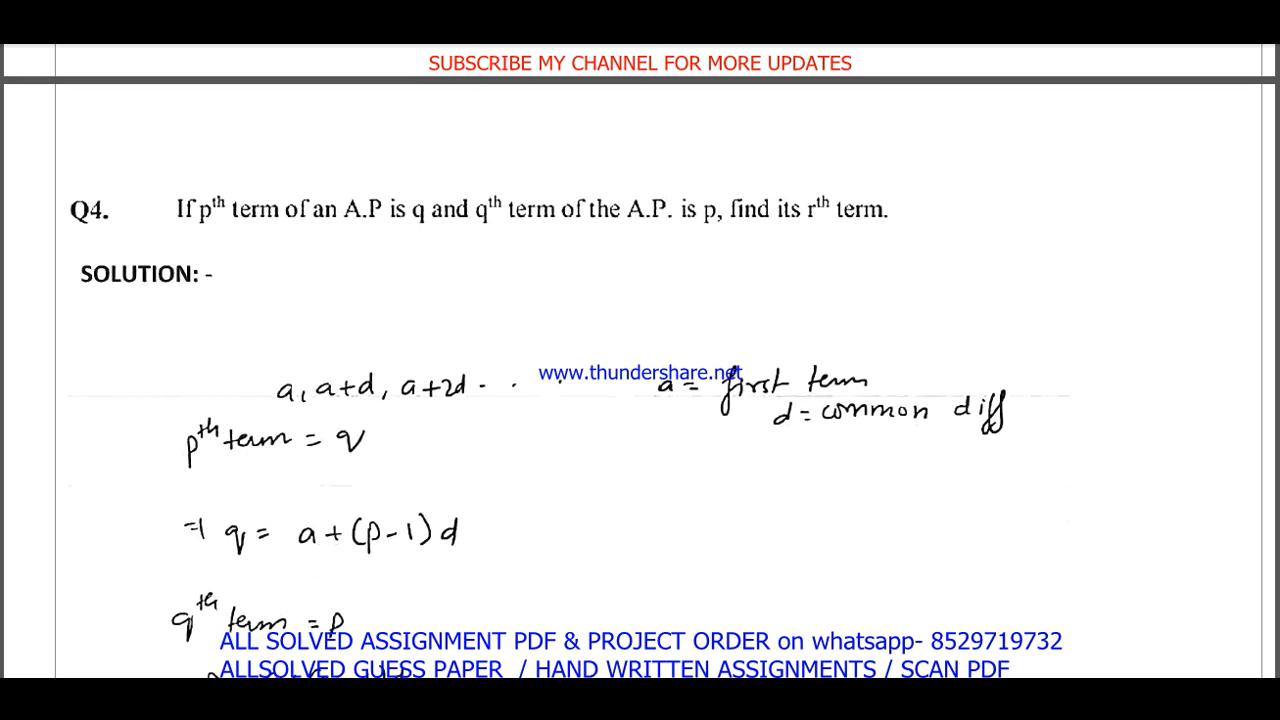 SUBSCRIBE MY CHANNEL FOR MORE UPDATES
Q4. If pth term of an A.P is q and qth term of the A.P. is p, find its rth term.
SOLUTION: -
www.thundershare.net
a, a+d, a+2d - . . a = first term
d = common diff
pth term = q
=) q = a + (p - 1) d
qth term = p
ALL SOLVED ASSIGNMENT PDF & PROJECT ORDER on whatsapp- 8529719732
ALLSOLVED GUESS PAPER / HAND WRITTEN ASSIGNMENTS / SCAN PDF